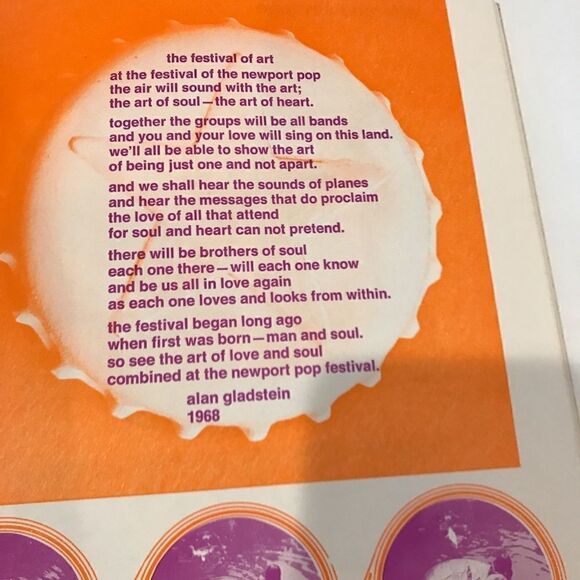 the festival of art
at the festival of the newport pop
the air will sound with the art;
the art of soul—the art of heart.
together the groups will be all bands
and you and your love will sing on this land.
we'll all be able to show the art
of being just one and not apart.
and we shall hear the sounds of planes
and hear the messages that do proclaim
the love of all that attend
for soul and heart can not pretend.
there will be brothers of soul
each one there—will each one know
and be us all in love again
as each one loves and looks from within.
the festival began long ago
when first was born—man and soul.
so see the art of love and soul
combined at the newport pop festival.
alan gladstein
1968